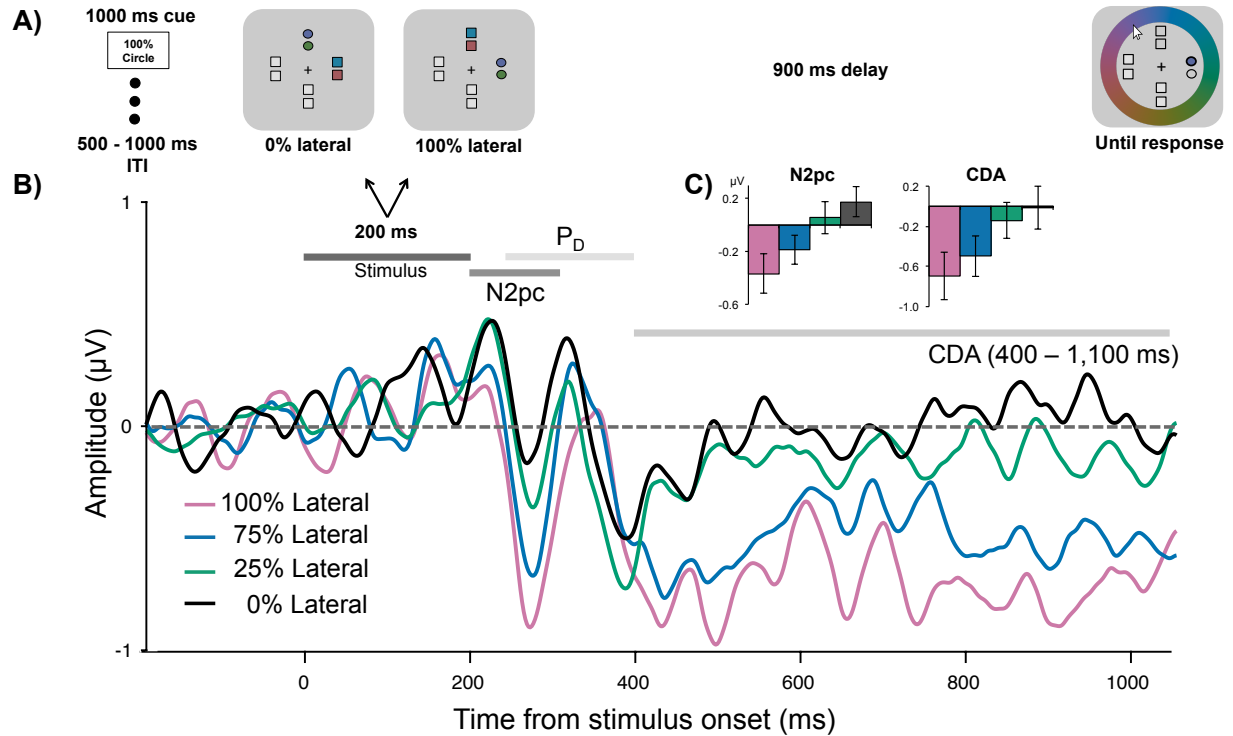 A)
1000 ms cue
100%
Circle
500 - 1000 ms
ITI
0% lateral
100% lateral
900 ms delay
Until response
B)
200 ms
Stimulus
N2pc
P_D
C)
N2pc
µV
0.2
-0.2
-0.6
CDA
0.2
-0.2
-0.6
-1.0
CDA (400 – 1,100 ms)
Amplitude (µV)
1
0
-1
100% Lateral
75% Lateral
25% Lateral
0% Lateral
0
200
400
600
800
1000
Time from stimulus onset (ms)